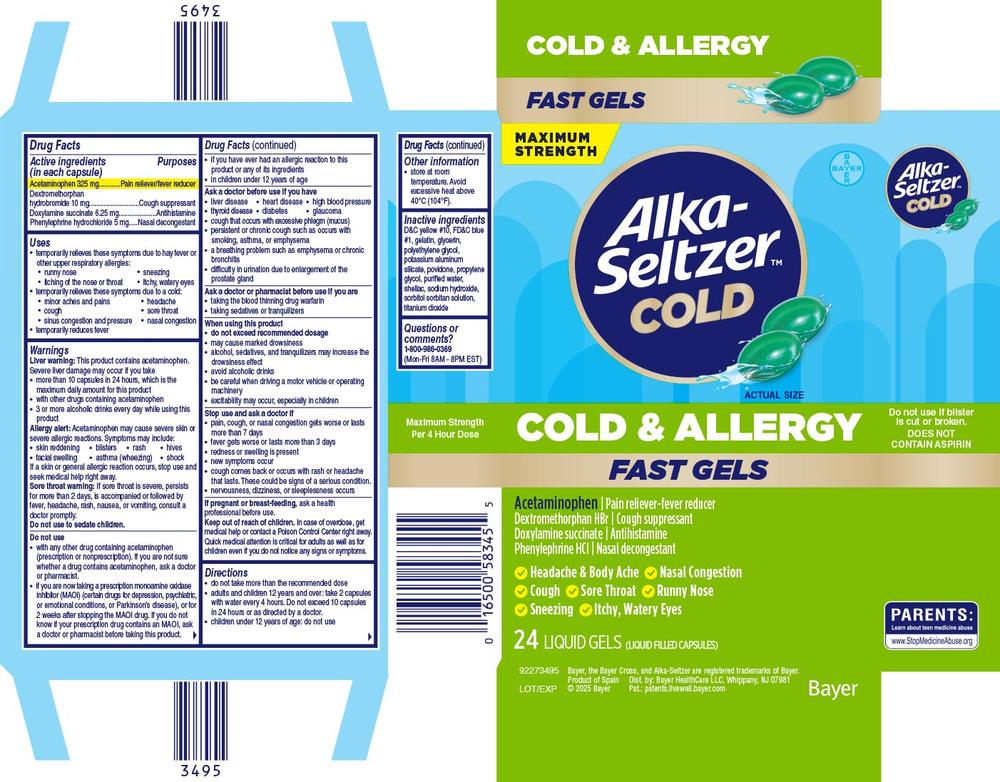 3495
COLD & ALLERGY
FAST GELS
Drug Facts
Active ingredients Purposes
(in each capsule)
Acetaminophen 325 mg............Pain reliever/fever reducer
Dextromethorphan
hydrobromide 10 mg....................Cough suppressant
Doxylamine succinate 6.25 mg.....................Antihistamine
Phenylephrine hydrochloride 5 mg.....Nasal decongestant
Uses
• temporarily relieves these symptoms due to hay fever or
other upper respiratory allergies:
• runny nose • sneezing
• itching of the nose or throat • itchy, watery eyes
• temporarily relieves these symptoms due to a cold:
• minor aches and pains • headache
• cough • sore throat
• sinus congestion and pressure • nasal congestion
• temporarily reduces fever
Warnings
Liver warning: This product contains acetaminophen.
Severe liver damage may occur if you take
• more than 10 capsules in 24 hours, which is the
maximum daily amount for this product
• with other drugs containing acetaminophen
• 3 or more alcoholic drinks every day while using this
product
Allergy alert: Acetaminophen may cause severe skin or
severe allergic reactions. Symptoms may include:
• skin reddening • blisters • rash • hives
• facial swelling • asthma (wheezing) • shock
If a skin or general allergic reaction occurs, stop use and
seek medical help right away.
Sore throat warning: If sore throat is severe, persists
for more than 2 days, is accompanied or followed by
fever, headache, rash, nausea, or vomiting, consult a
doctor promptly.
Do not use to sedate children.
Do not use
• with any other drug containing acetaminophen
(prescription or nonprescription). If you are not sure
whether a drug contains acetaminophen, ask a doctor
or pharmacist.
• if you are now taking a prescription monoamine oxidase
inhibitor (MAOI) (certain drugs for depression, psychiatric,
or emotional conditions, or Parkinson's disease), or for
2 weeks after stopping the MAOI drug. If you do not
know if your prescription drug contains an MAOI, ask
a doctor or pharmacist before taking this product.
Drug Facts (continued)
• if you have ever had an allergic reaction to this
product or any of its ingredients
• in children under 12 years of age
Ask a doctor before use if you have
• liver disease • heart disease • high blood pressure
• thyroid disease • diabetes • glaucoma
• cough that occurs with excessive phlegm (mucus)
• persistent or chronic cough such as occurs with
smoking, asthma, or emphysema
• a breathing problem such as emphysema or chronic
bronchitis
• difficulty in urination due to enlargement of the
prostate gland
Ask a doctor or pharmacist before use if you are
• taking the blood thinning drug warfarin
• taking sedatives or tranquilizers
When using this product
• do not exceed recommended dosage
• may cause marked drowsiness
• alcohol, sedatives, and tranquilizers may increase the
drowsiness effect
• avoid alcoholic drinks
• be careful when driving a motor vehicle or operating
machinery
• excitability may occur, especially in children
Stop use and ask a doctor if
• pain, cough, or nasal congestion gets worse or lasts
more than 7 days
• fever gets worse or lasts more than 3 days
• redness or swelling is present
• new symptoms occur
• cough comes back or occurs with rash or headache
that lasts. These could be signs of a serious condition.
• nervousness, dizziness, or sleeplessness occurs
If pregnant or breast-feeding, ask a health
professional before use.
Keep out of reach of children. In case of overdose, get
medical help or contact a Poison Control Center right away.
Quick medical attention is critical for adults as well as for
children even if you do not notice any signs or symptoms.
Directions
• do not take more than the recommended dose
• adults and children 12 years and over: take 2 capsules
with water every 4 hours. Do not exceed 10 capsules
in 24 hours or as directed by a doctor.
• children under 12 years of age: do not use
Drug Facts (continued)
Other information
• store at room
temperature. Avoid
excessive heat above
40°C (104°F).
Inactive ingredients
D&C yellow #10, FD&C blue
#1, gelatin, glycerin,
polyethylene glycol,
potassium aluminum
silicate, povidone, propylene
glycol, purified water,
shellac, sodium hydroxide,
sorbitol sorbitan solution,
titanium dioxide
Questions or
comments?
1-800-986-0369
(Mon-Fri 8AM - 8PM EST)
Maximum Strength
Per 4 Hour Dose
0 16500 58345 5
MAXIMUM
STRENGTH
Alka-
Seltzer™
COLD
ACTUAL SIZE
BAYER
BAYER
Alka-
Seltzer™
COLD
COLD & ALLERGY
FAST GELS
Do not use if blister
is cut or broken.
DOES NOT
CONTAIN ASPIRIN
Acetaminophen | Pain reliever-fever reducer
Dextromethorphan HBr | Cough suppressant
Doxylamine succinate | Antihistamine
Phenylephrine HCl | Nasal decongestant
Headache & Body Ache Nasal Congestion
Cough Sore Throat Runny Nose
Sneezing Itchy, Watery Eyes
24 LIQUID GELS (LIQUID FILLED CAPSULES)
PARENTS:
Learn about teen medicine abuse
www.StopMedicineAbuse.org
92273495
LOT/EXP
Bayer, the Bayer Cross, and Alka-Seltzer are registered trademarks of Bayer.
Product of Spain Dist. by: Bayer HealthCare LLC, Whippany, NJ 07981
© 2025 Bayer Pat.: patents.livewell.bayer.com
Bayer
3495